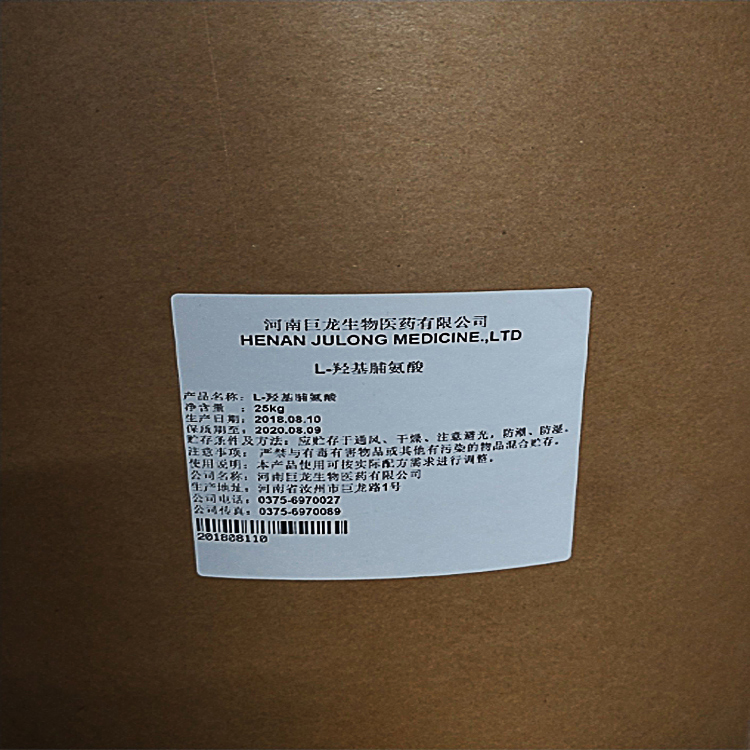 河南巨龙生物医药有限公司
HENAN JULONG MEDICINE.,LTD
L-羟基脯氨酸
产品名称: L-羟基脯氨酸
净含量 : 25kg
生产日期: 2018.08.10
保质期至: 2020.08.09
贮存条件及方法: 应贮存于通风、干燥、注意避光, 防潮、防湿。
注意事项: 严禁与有毒有害物品或其他有污染的物品混合贮存。
使用说明: 本产品使用可按实际配方需求进行调整。
公司名称: 河南巨龙生物医药有限公司
生产地址: 河南省汝州市巨龙路1号
公司电话: 0375-6970027
公司传真: 0375-6970089
201808110